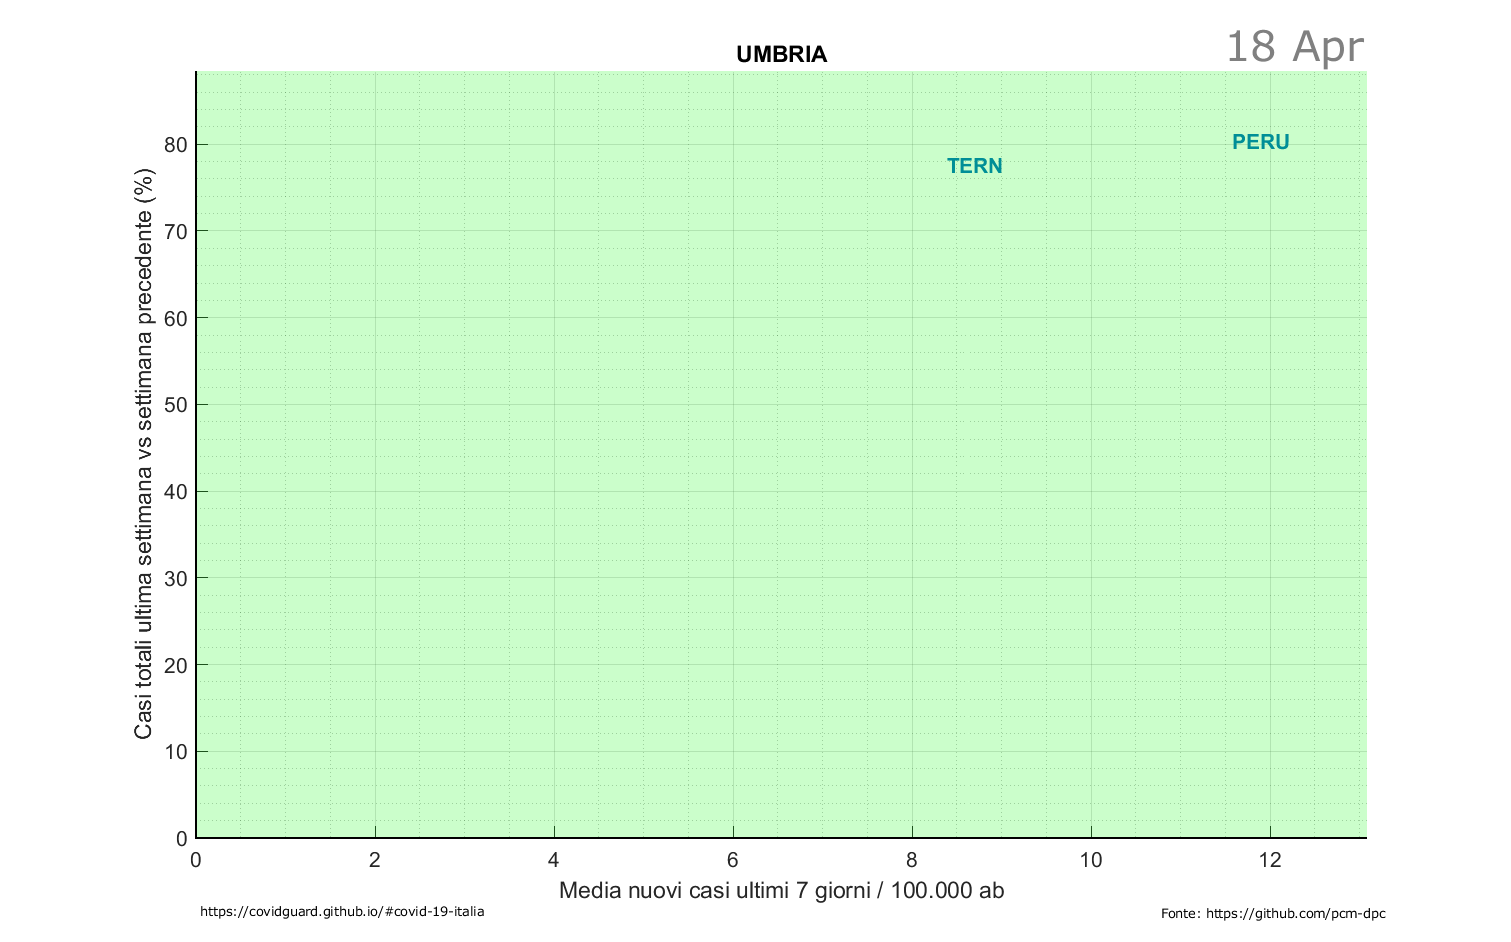 18 Apr
UMBRIA
Casi totali ultima settimana vs settimana precedente (%)
80
70
60
50
40
30
20
10
0
PERU
TERN
0 2 4 6 8 10 12
Media nuovi casi ultimi 7 giorni / 100.000 ab
https://covidguard.github.io/#covid-19-italia
Fonte: https://github.com/pcm-dpc